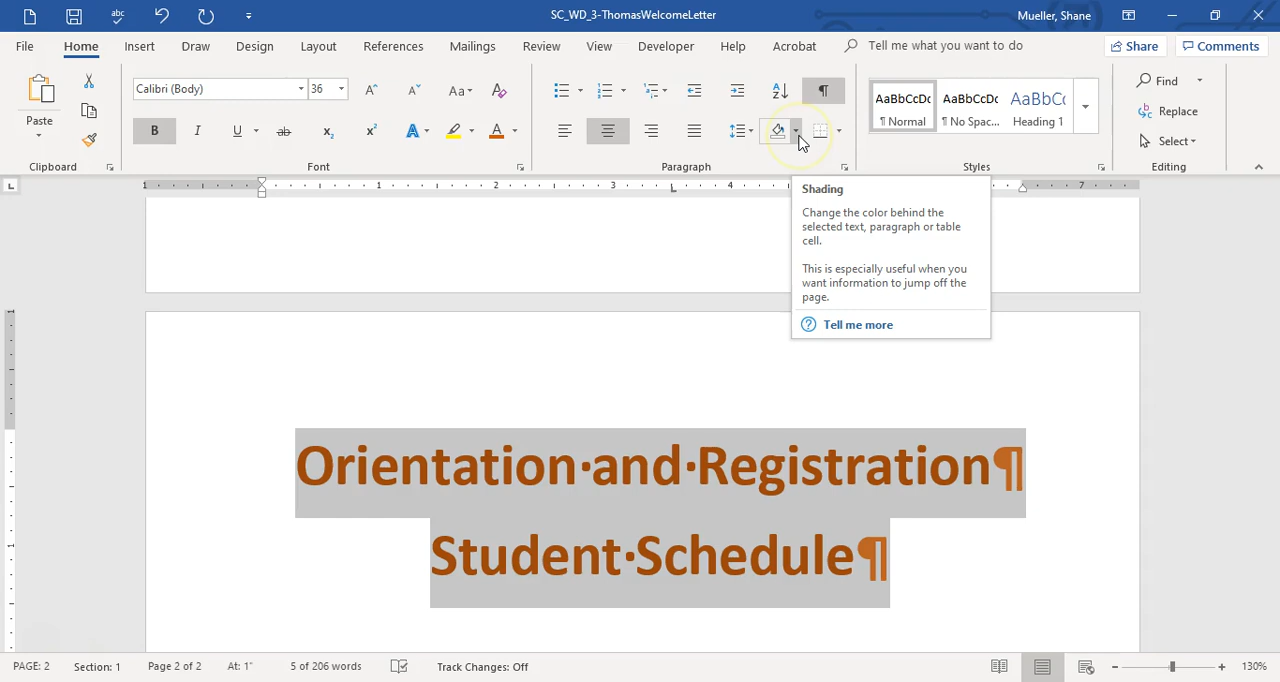 SC_WD_3-ThomasWelcomeLetter
Mueller, Shane
File Home Insert Draw Design Layout References Mailings Review View Developer Help Acrobat Tell me what you want to do Share Comments
Calibri (Body) 36
Paste
Clipboard
Font
Paragraph
AaBbCcDc AaBbCcDc AaBbCc
¶ Normal ¶ No Spac... Heading 1
Styles
Find
Replace
Select
Editing
Shading
Change the color behind the
selected text, paragraph or table
cell.
This is especially useful when you
want information to jump off the
page.
Tell me more
Orientation·and·Registration¶
Student·Schedule¶
PAGE: 2 Section: 1 Page 2 of 2 At: 1" 5 of 206 words Track Changes: Off 130%